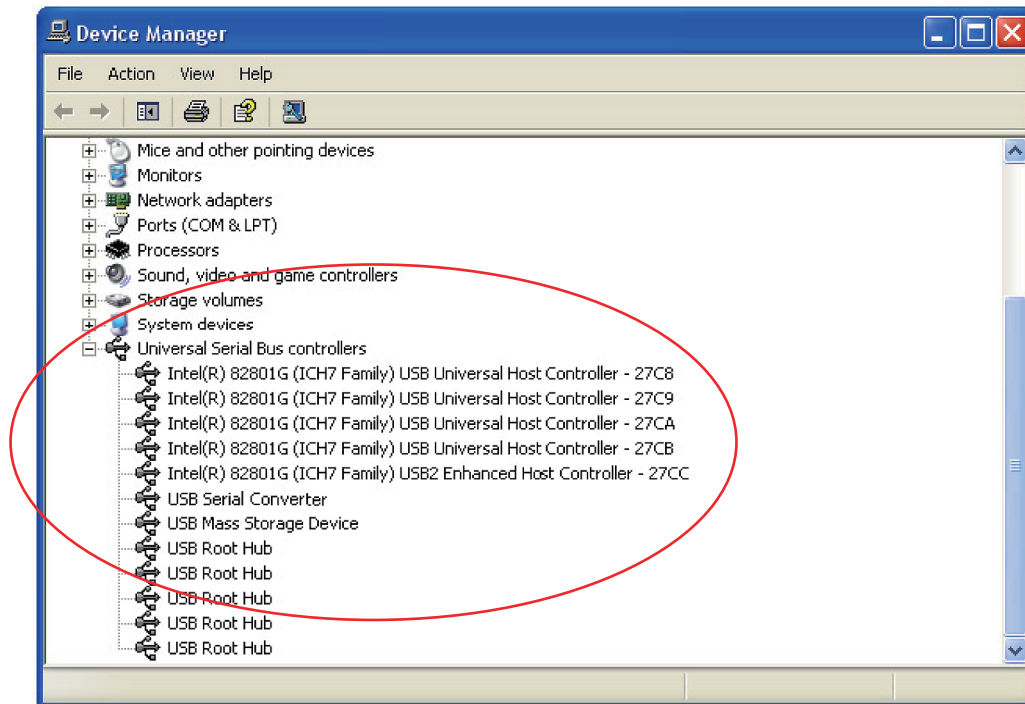 Device Manager
File Action View Help
Mice and other pointing devices
Monitors
Network adapters
Ports (COM & LPT)
Processors
Sound, video and game controllers
Storage volumes
System devices
Universal Serial Bus controllers
Intel(R) 82801G (ICH7 Family) USB Universal Host Controller - 27C8
Intel(R) 82801G (ICH7 Family) USB Universal Host Controller - 27C9
Intel(R) 82801G (ICH7 Family) USB Universal Host Controller - 27CA
Intel(R) 82801G (ICH7 Family) USB Universal Host Controller - 27CB
Intel(R) 82801G (ICH7 Family) USB2 Enhanced Host Controller - 27CC
USB Serial Converter
USB Mass Storage Device
USB Root Hub
USB Root Hub
USB Root Hub
USB Root Hub
USB Root Hub